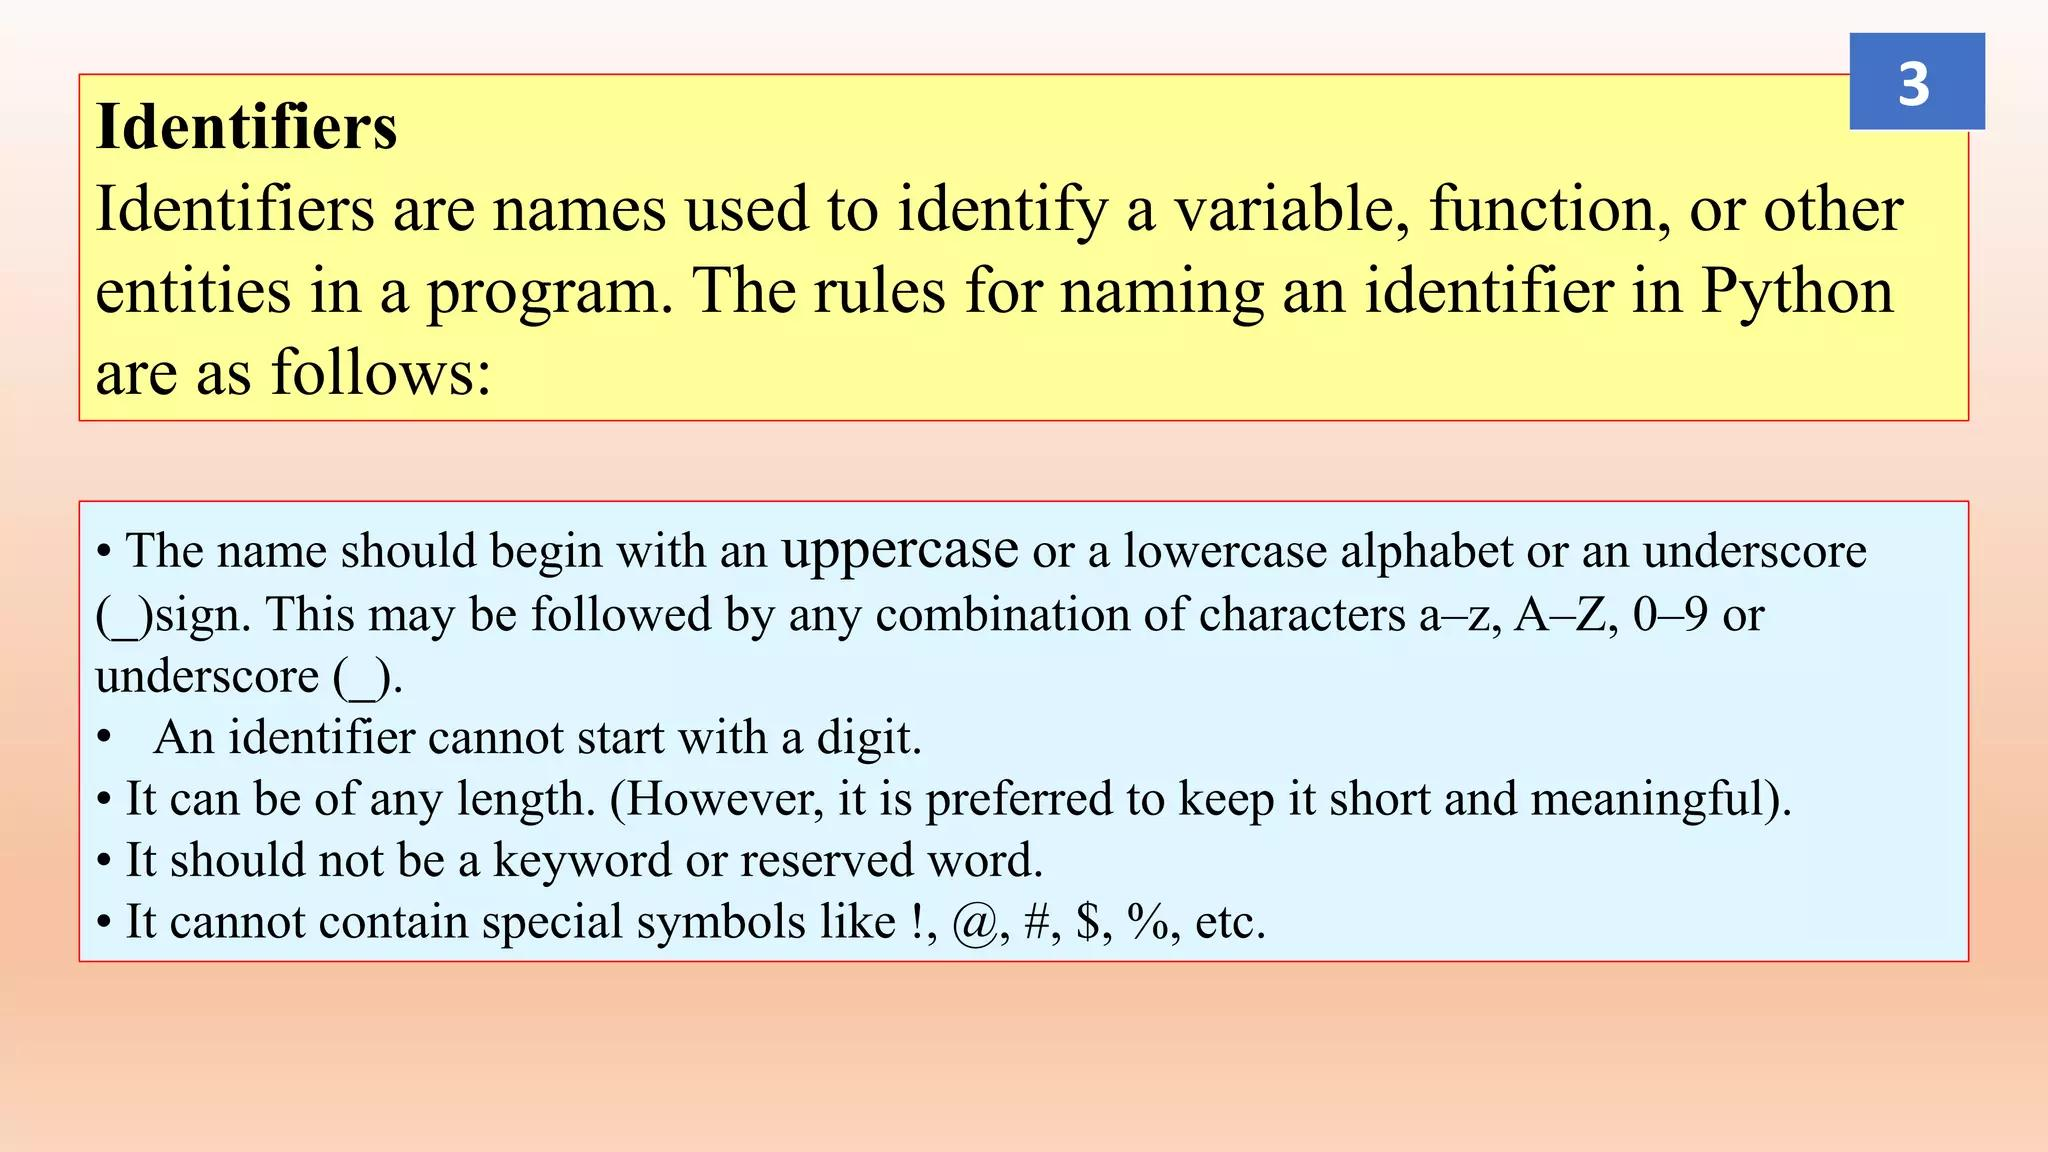 3
Identifiers
Identifiers are names used to identify a variable, function, or other
entities in a program. The rules for naming an identifier in Python
are as follows:
• The name should begin with an uppercase or a lowercase alphabet or an underscore
(_)sign. This may be followed by any combination of characters a–z, A–Z, 0–9 or
underscore (_).
• An identifier cannot start with a digit.
• It can be of any length. (However, it is preferred to keep it short and meaningful).
• It should not be a keyword or reserved word.
• It cannot contain special symbols like !, @, #, $, %, etc.